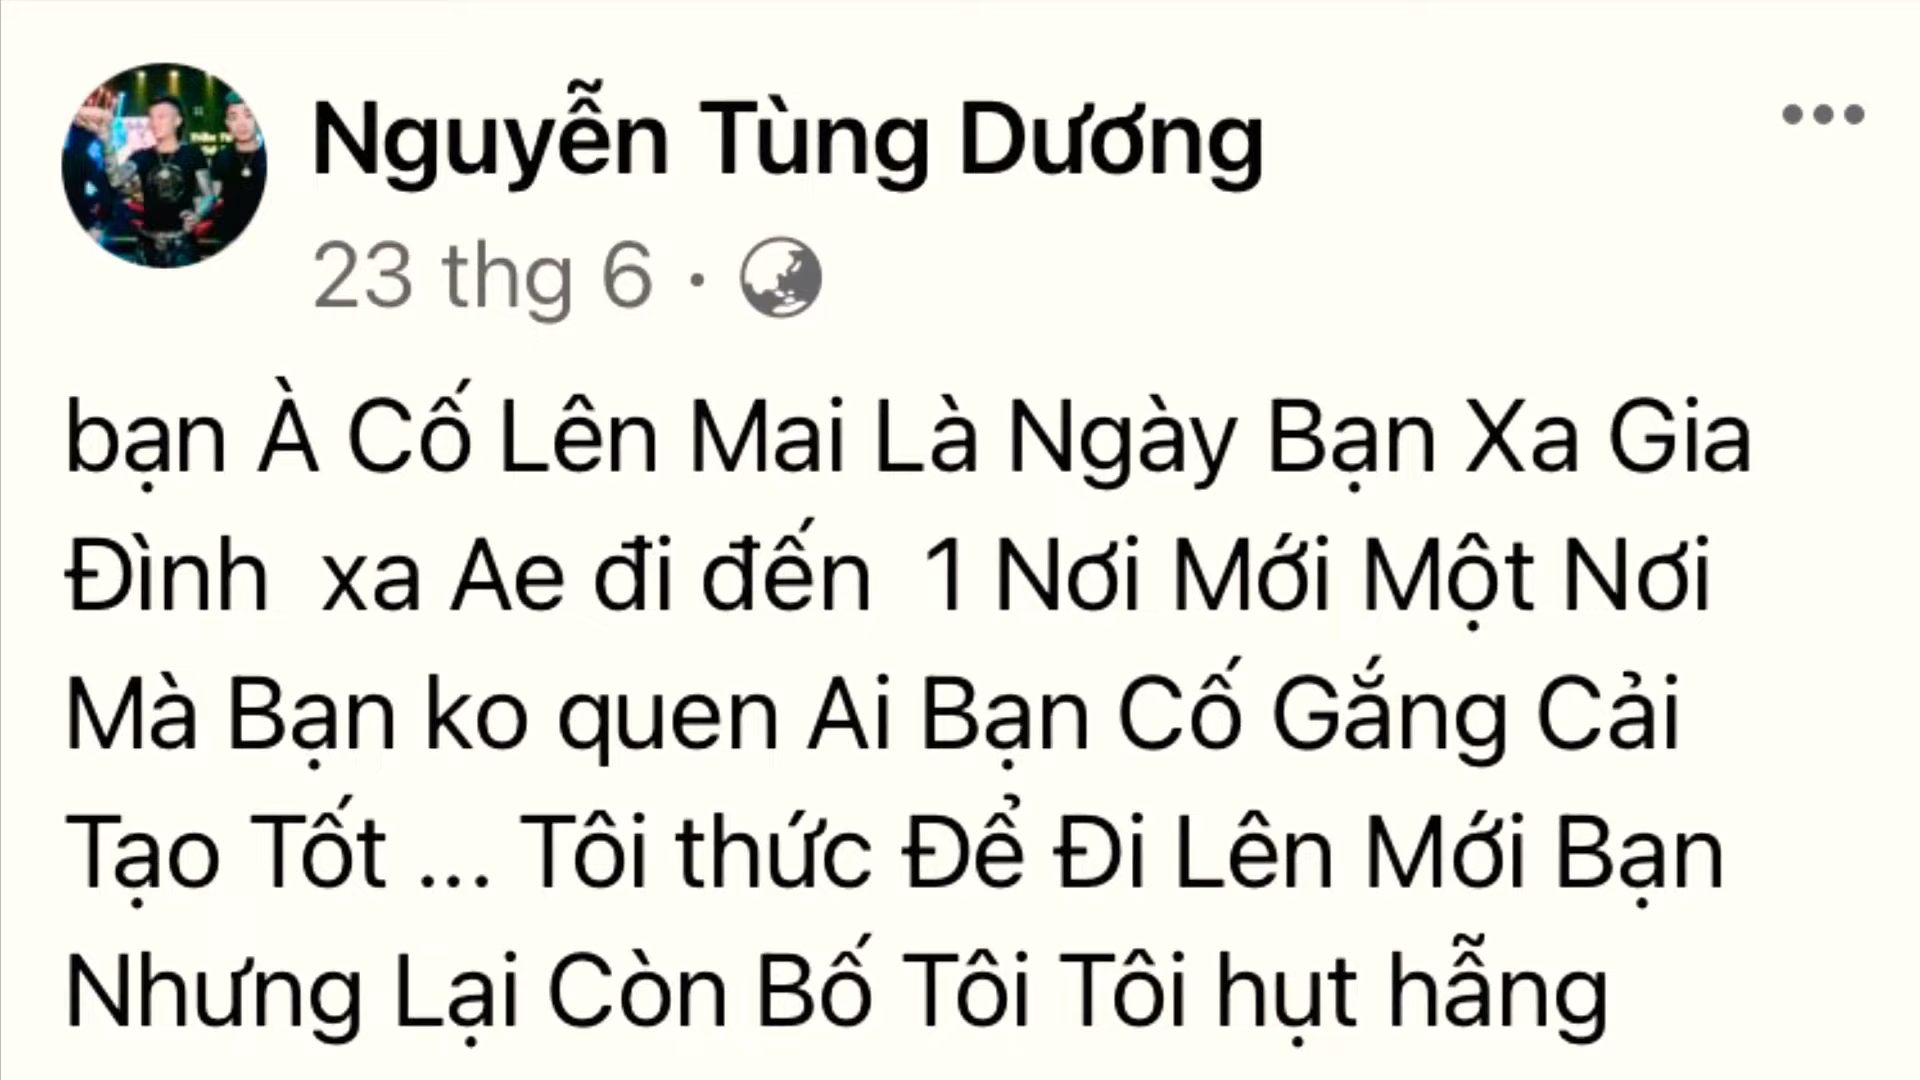 Nguyễn Tùng Dương
23 thg 6 ·
bạn À Cố Lên Mai Là Ngày Bạn Xa Gia
Đình  xa Ae đi đến  1 Nơi Mới Một Nơi
Mà Bạn ko quen Ai Bạn Cố Gắng Cải
Tạo Tốt ... Tôi thức Để Đi Lên Mới Bạn
Nhưng Lại Còn Bố Tôi Tôi hụt hẫng